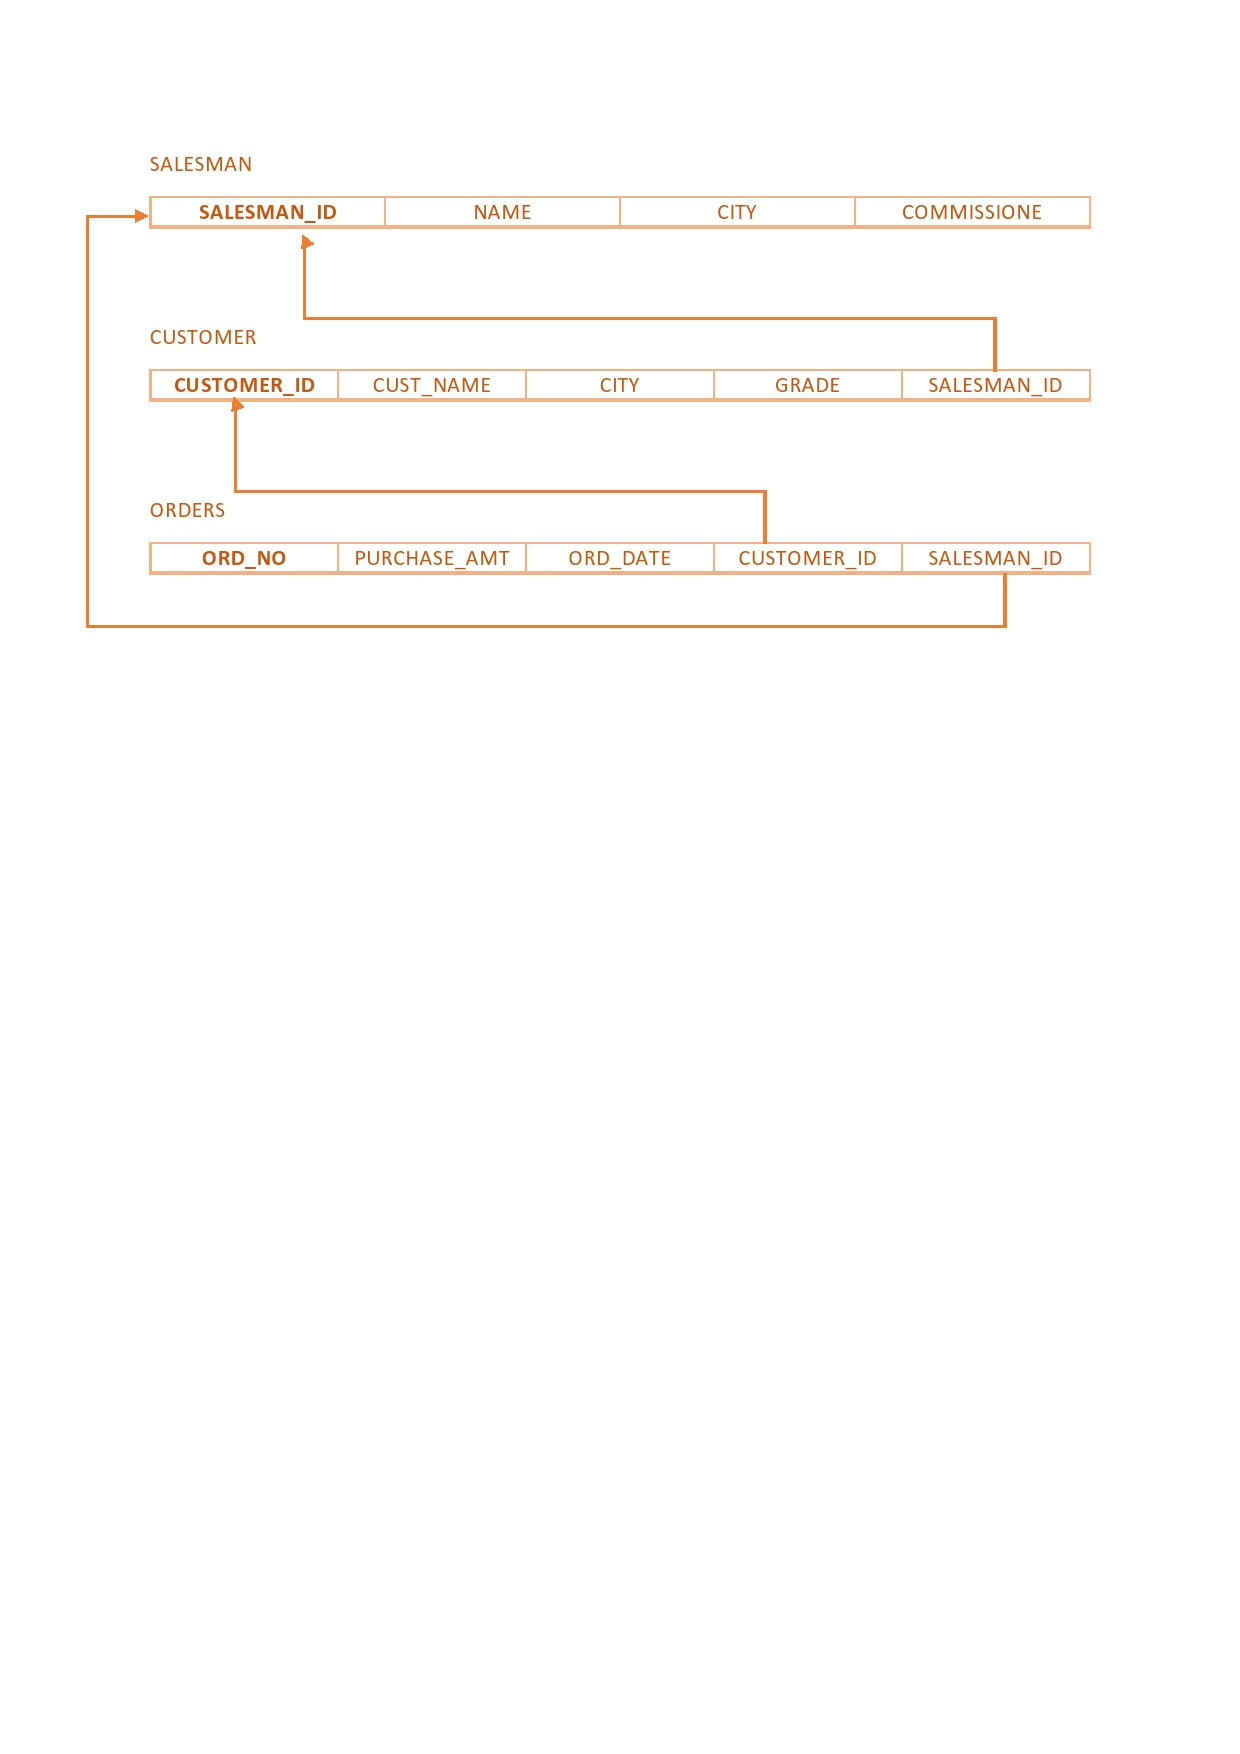 SALESMAN
SALESMAN_ID NAME CITY COMMISSIONE
CUSTOMER
CUSTOMER_ID CUST_NAME CITY GRADE SALESMAN_ID
ORDERS
ORD_NO PURCHASE_AMT ORD_DATE CUSTOMER_ID SALESMAN_ID